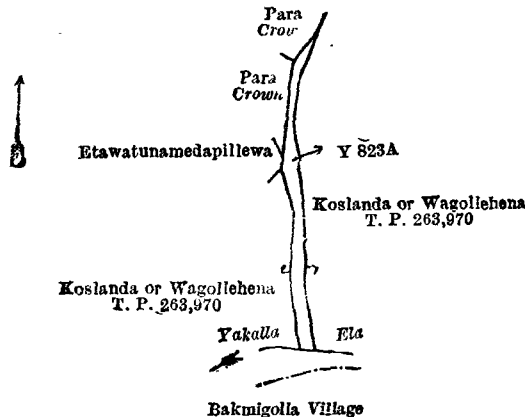 Para
Crow
Para
Crown
Etawatunamedapillewa
Y 823A
Koslanda or Wagollehena
T. P. 263,970
Koslanda or Wagollehena
T. P. 263,970
Yakalla Ela
Bakmigolla Village